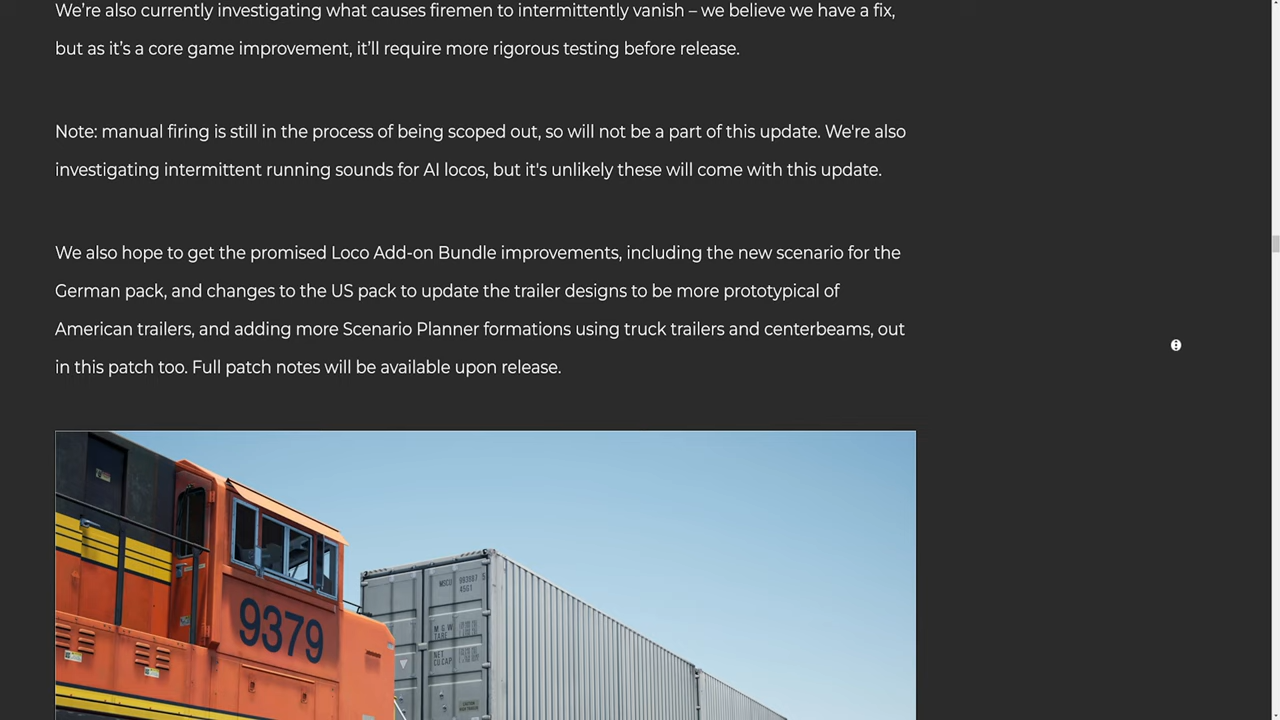 We're also currently investigating what causes firemen to intermittently vanish – we believe we have a fix,
but as it's a core game improvement, it'll require more rigorous testing before release.
Note: manual firing is still in the process of being scoped out, so will not be a part of this update. We're also
investigating intermittent running sounds for AI locos, but it's unlikely these will come with this update.
We also hope to get the promised Loco Add-on Bundle improvements, including the new scenario for the
German pack, and changes to the US pack to update the trailer designs to be more prototypical of
American trailers, and adding more Scenario Planner formations using truck trailers and centerbeams, out
in this patch too. Full patch notes will be available upon release.
9379
MSCU
4561
M G W
TARE
NET
CU.CAP